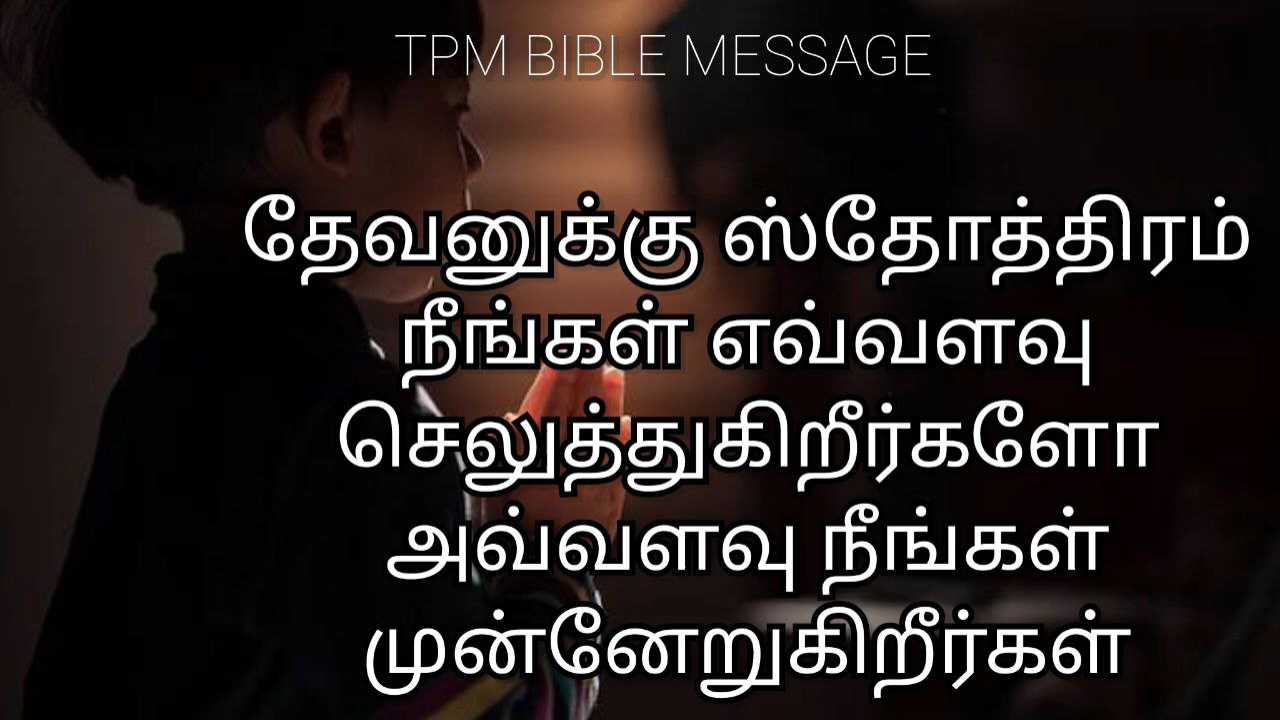 TPM BIBLE MESSAGE
தேவனுக்கு ஸ்தோத்திரம்
நீங்கள் எவ்வளவு
செலுத்துகிறீர்களோ
அவ்வளவு நீங்கள்
முன்னேறுகிறீர்கள்